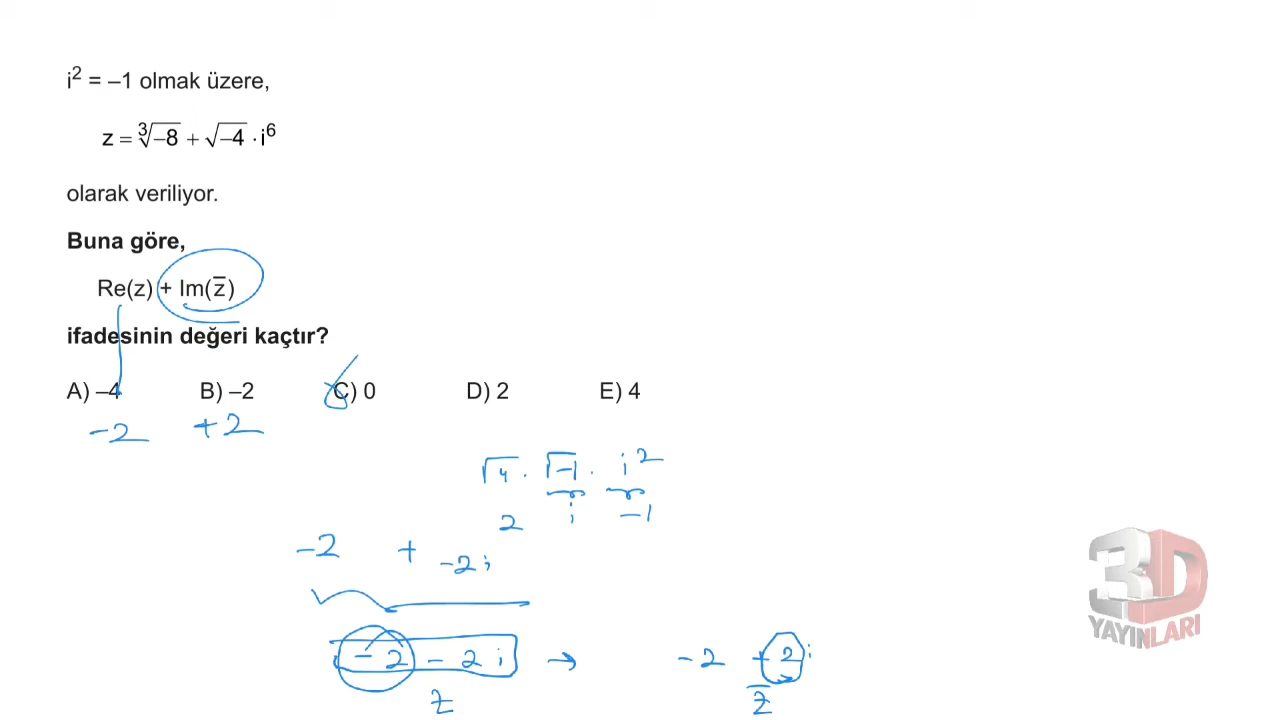 i² = –1 olmak üzere,
z = ∛–8 + √–4 · i⁶
olarak veriliyor.
Buna göre,
Re(z) + Im(z̅)
ifadesinin değeri kaçtır?
A) –4 B) –2 C) 0 D) 2 E) 4
-2 +2
√4 · √-1 · i²
2 i -1
-2 + -2i
-2 - 2i → -2 + 2i
z z̅
3D
YAYINLARI